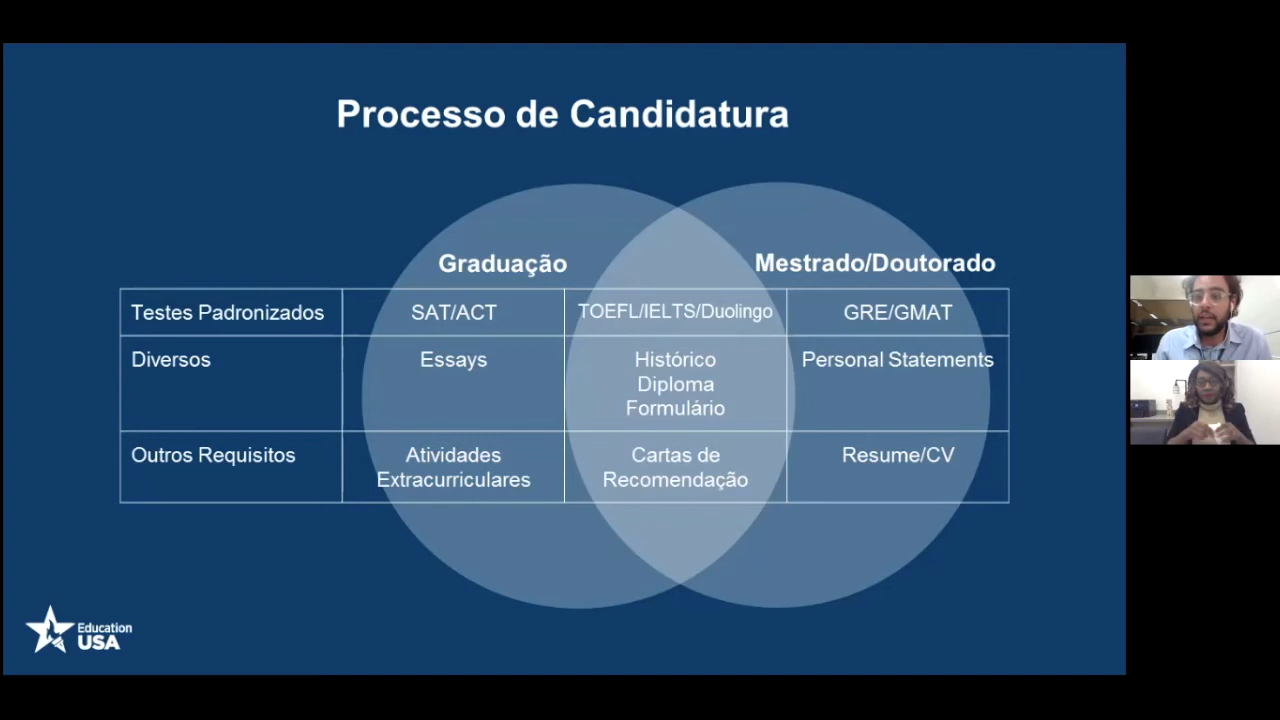 Processo de Candidatura
Graduação
Mestrado/Doutorado
Testes Padronizados
SAT/ACT
TOEFL/IELTS/Duolingo
GRE/GMAT
Diversos
Essays
Histórico
Diploma
Formulário
Personal Statements
Outros Requisitos
Atividades
Extracurriculares
Cartas de
Recomendação
Resume/CV
Education
USA